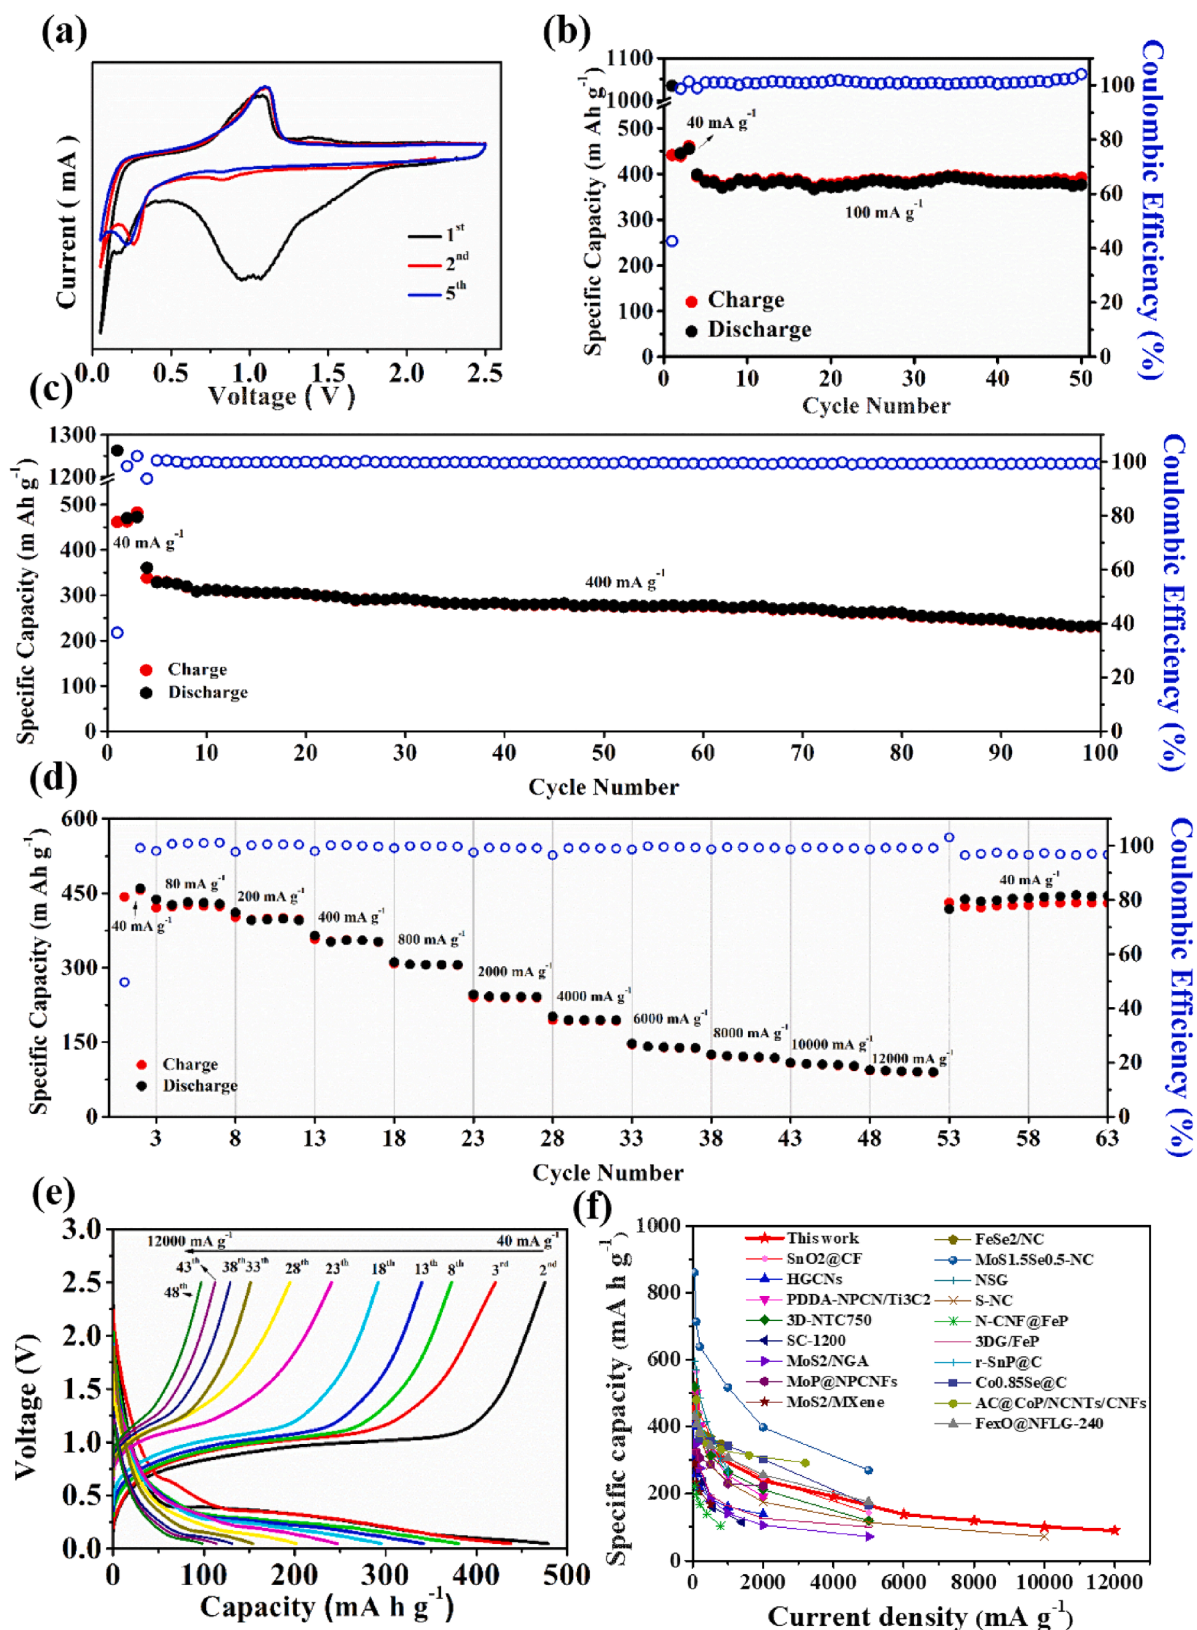 (a)
Current ( mA)
1st
2nd
5th
0.0 0.5 1.0 1.5 2.0 2.5
Voltage ( V )
(b)
Specific Capacity (m Ah g-1)
1100
1000
500
400
300
200
100
0
40 mA g-1
100 mA g-1
Charge
Discharge
100
80
60
40
20
0
Coulombic Efficiency (%)
0 10 20 30 40 50
Cycle Number
(c)
Specific Capacity (m Ah g-1)
1300
1200
500
400
300
200
100
0
40 mA g-1
400 mA g-1
Charge
Discharge
100
80
60
40
20
0
Coulombic Efficiency (%)
0 10 20 30 40 50 60 70 80 90 100
Cycle Number
(d)
Specific Capacity (m Ah g-1)
600
450
300
150
0
40 mA g-1
80 mA g-1
200 mA g-1
400 mA g-1
800 mA g-1
2000 mA g-1
4000 mA g-1
6000 mA g-1
8000 mA g-1
10000 mA g-1
12000 mA g-1
40 mA g-1
Charge
Discharge
100
80
60
40
20
0
Coulombic Efficiency (%)
3 8 13 18 23 28 33 38 43 48 53 58 63
Cycle Number
(e)
Voltage (V)
3.0
2.5
2.0
1.5
1.0
0.5
0.0
12000 mA g-1
40 mA g-1
48th 43th 38th 33th 28th 23th 18th 13th 8th 3rd 2nd
0 100 200 300 400 500
Capacity (mA h g-1)
(f)
Specific capacity (mA h g-1)
1000
800
600
400
200
0
This work
SnO2@CF
HGCNs
PDDA-NPCN/Ti3C2
3D-NTC750
SC-1200
MoS2/NGA
MoP@NPCNFs
MoS2/MXene
FeSe2/NC
MoS1.5Se0.5-NC
NSG
S-NC
N-CNF@FeP
3DG/FeP
r-SnP@C
Co0.85Se@C
AC@CoP/NCNTs/CNFs
FexO@NFLG-240
0 2000 4000 6000 8000 10000 12000
Current density (mA g-1)